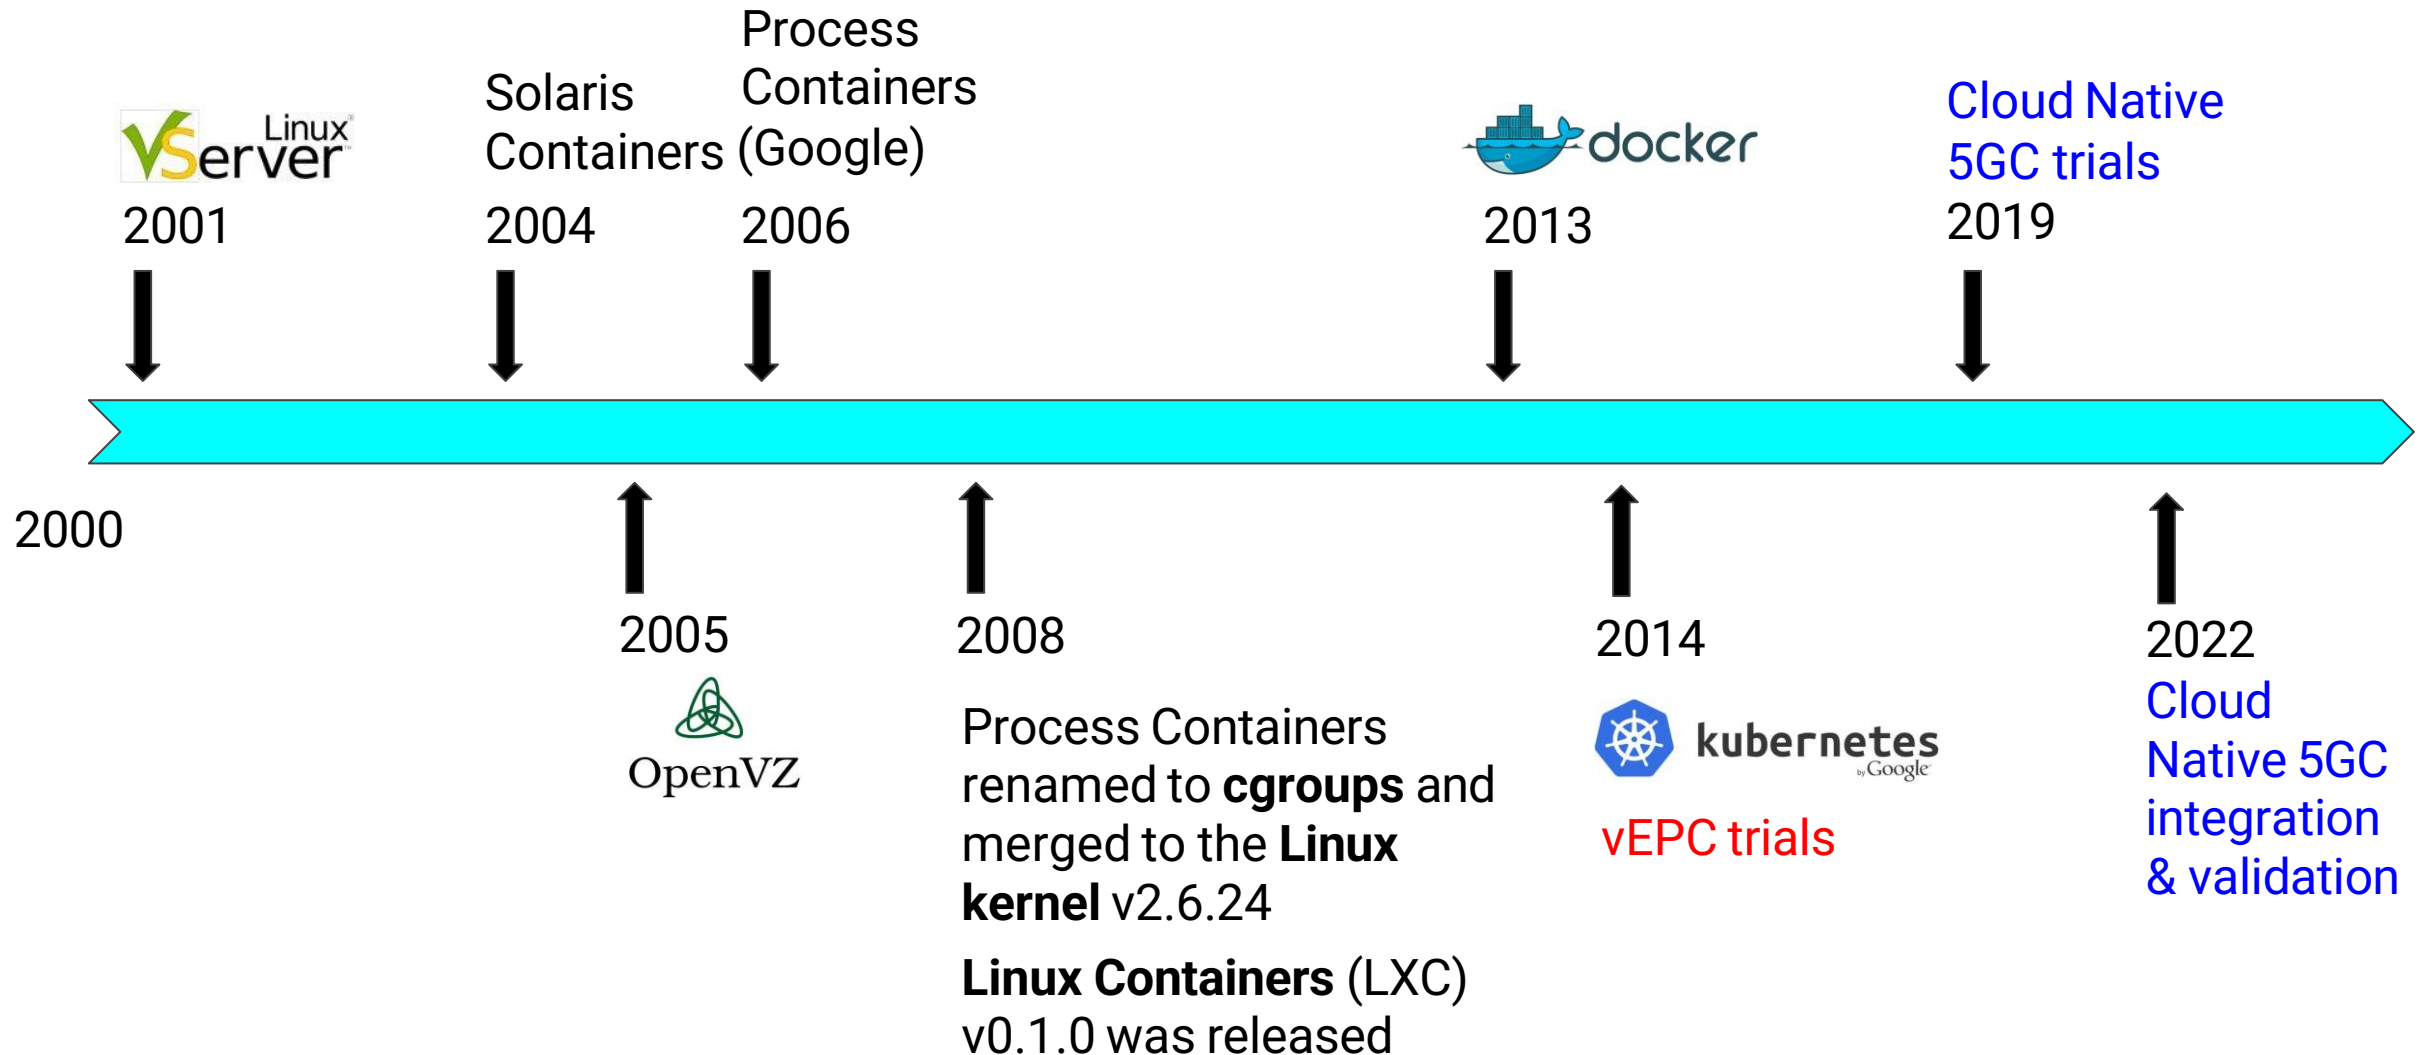 Linux
VServer
2001
Solaris
Containers
2004
Process
Containers
(Google)
2006
docker
2013
Cloud Native
5GC trials
2019
2000
2005
OpenVZ
2008
Process Containers
renamed to cgroups and
merged to the Linux
kernel v2.6.24
Linux Containers (LXC)
v0.1.0 was released
2014
kubernetes
by Google
vEPC trials
2022
Cloud
Native 5GC
integration
& validation